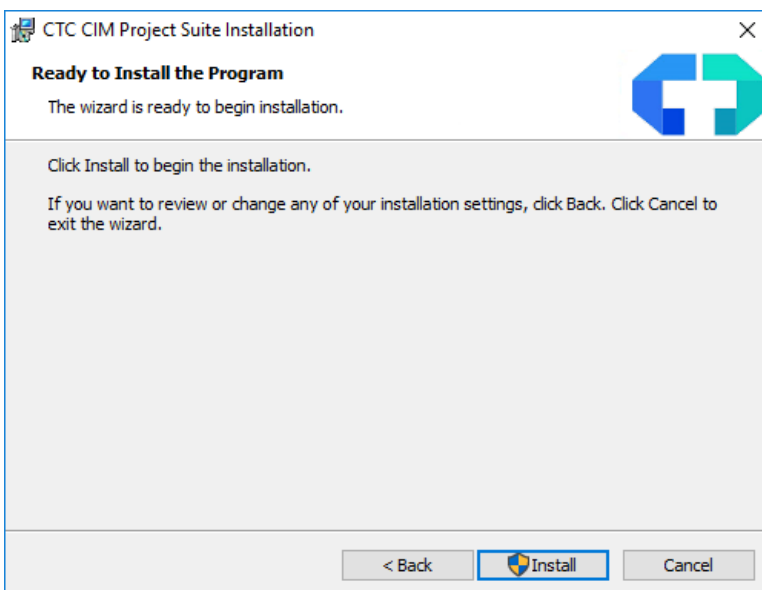 CTC CIM Project Suite Installation
Ready to Install the Program
The wizard is ready to begin installation.
Click Install to begin the installation.
If you want to review or change any of your installation settings, click Back. Click Cancel to
exit the wizard.
< Back
Install
Cancel